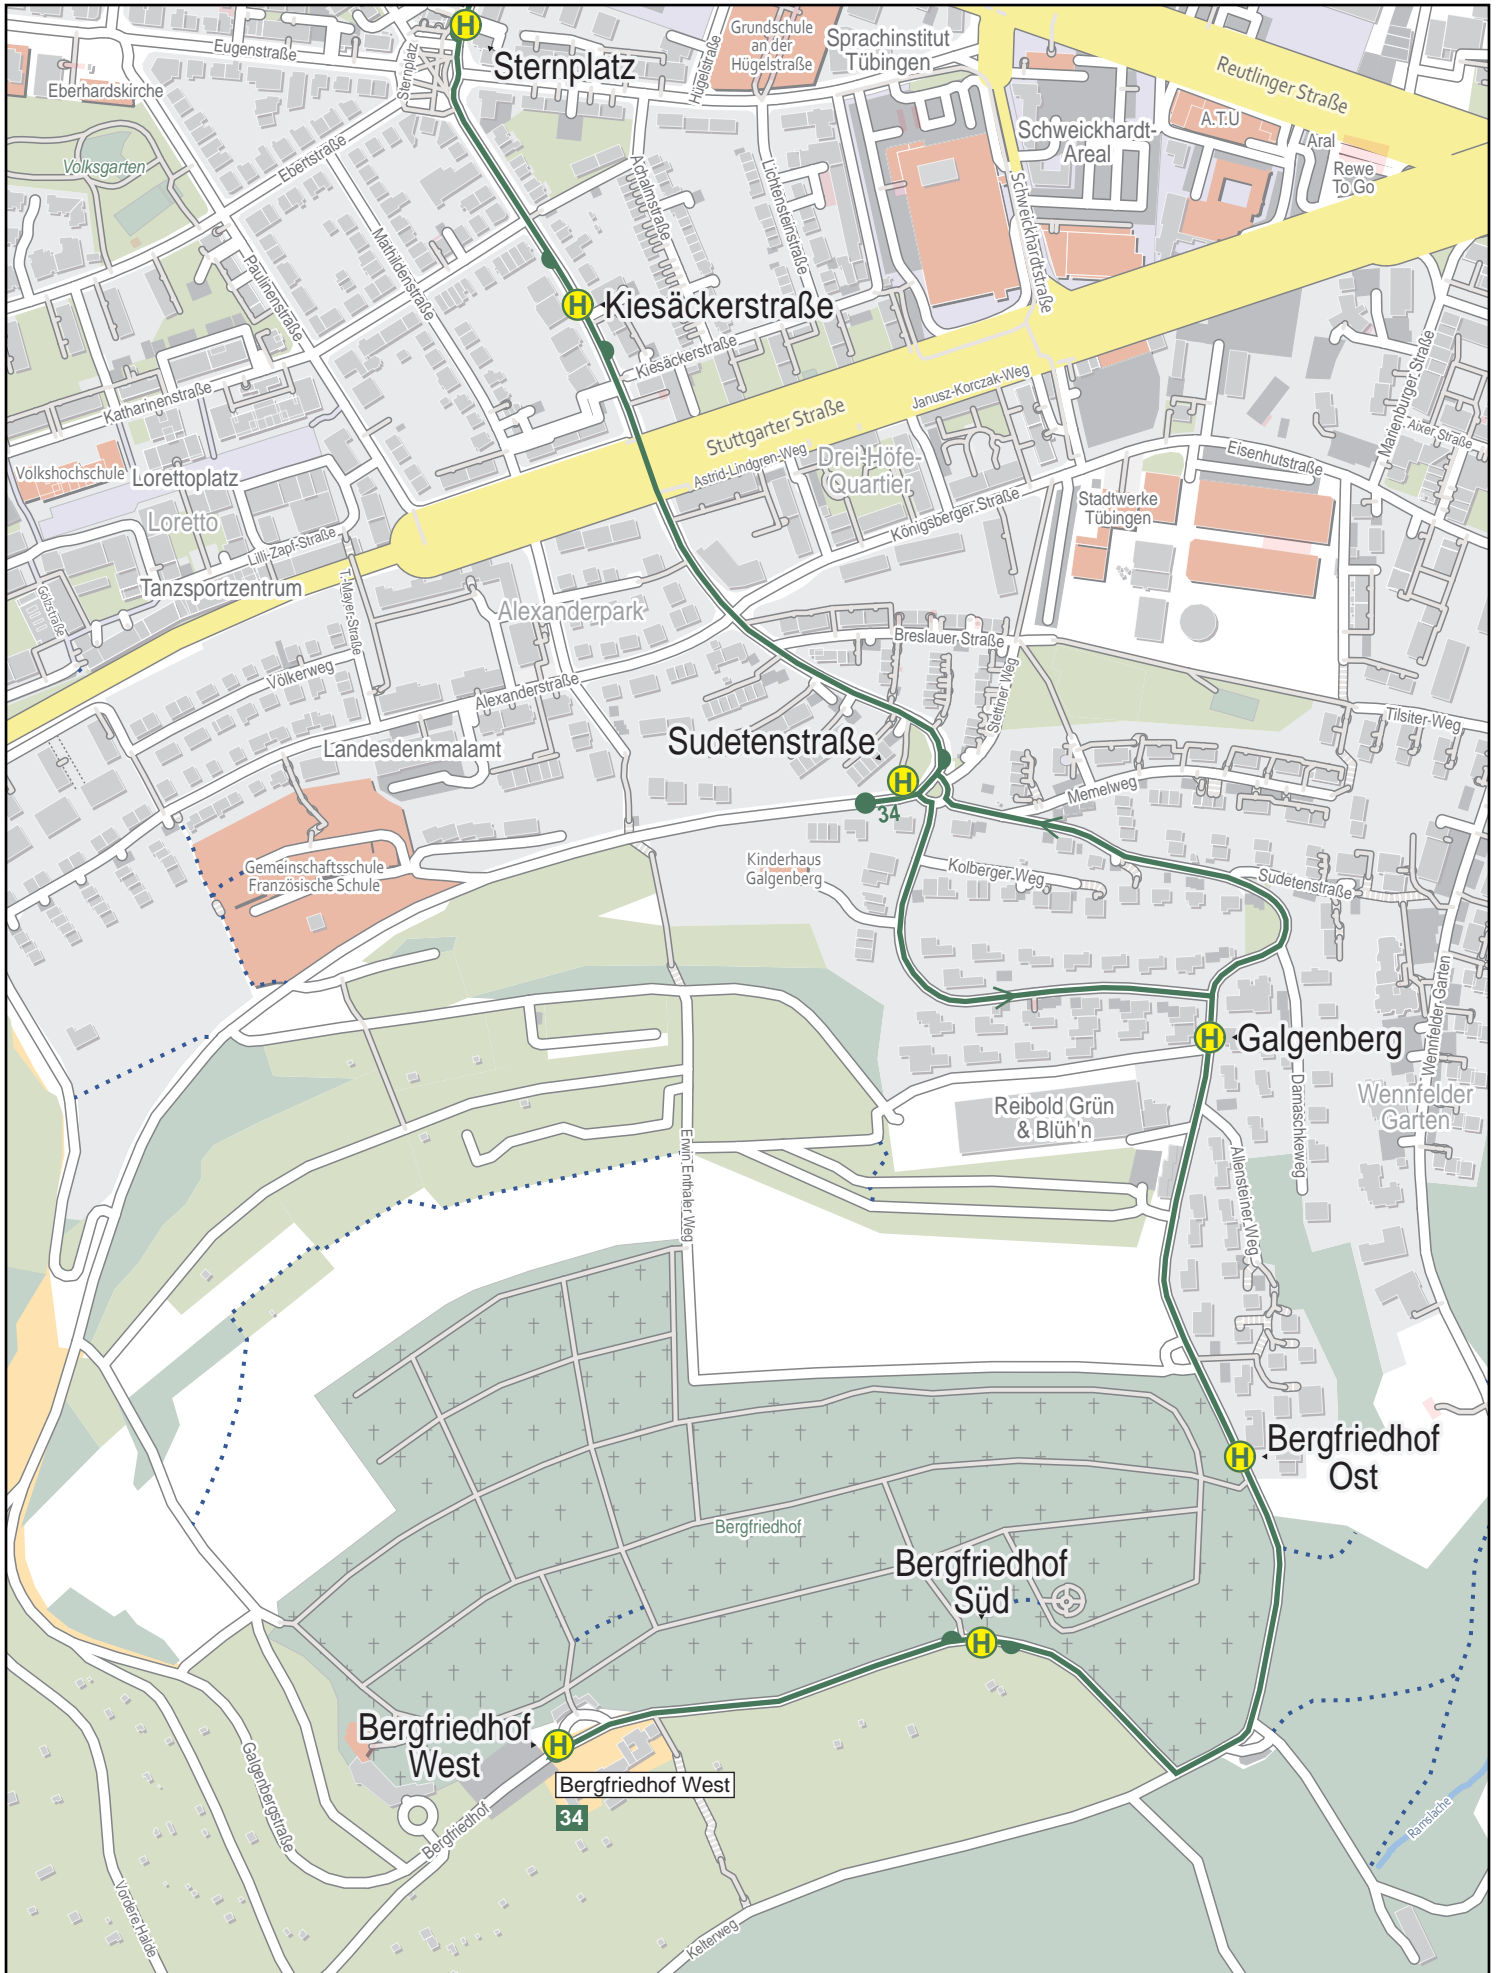 Eugenstraße
Sternplatz
Sternplatz
Hügelstraße
Grundschule
an der
Hügelstraße
Sprachinstitut
Tübingen
Reutlinger Straße
Eberhardskirche
A.T.U
Aral
Rewe
To Go
Schweickhardt-
Areal
Volksgarten
Ebertstraße
Achalmstraße
Lichtensteinstraße
Schweickhardtstraße
Mathildenstraße
Paulinenstraße
Kiesäckerstraße
Kiesäckerstraße
Marienburger Straße
Katharinenstraße
Janusz-Korczak-Weg
Stuttgarter Straße
Aixer Straße
Eisenhutstraße
Astrid-Lindgren-Weg
Drei-Höfe-
Quartier
Volkshochschule
Lorettoplatz
Loretto
Stadtwerke
Tübingen
Königsberger Straße
Lilli-Zapf-Straße
Tanzsportzentrum
T.-Mayer-Straße
Gölzstraße
Alexanderpark
Breslauer Straße
Völkerweg
Alexanderstraße
Stettiner Weg
Tilsiter Weg
Landesdenkmalamt
Sudetenstraße
Memelweg
34
Gemeinschaftsschule
Französische Schule
Kinderhaus
Galgenberg
Kolberger Weg
Sudetenstraße
Wennfelder Garten
Galgenberg
Wennfelder
Garten
Damaschkeweg
Reibold Grün
& Blüh'n
Erwin Enthaler Weg
Allensteiner Weg
Bergfriedhof
Ost
Bergfriedhof
Bergfriedhof
Süd
Bergfriedhof
West
Bergfriedhof West
34
Galgenbergstraße
Bergfriedhof
Ramslache
Vordere Halde
Kelterweg
H
H
H
H
H
H
H